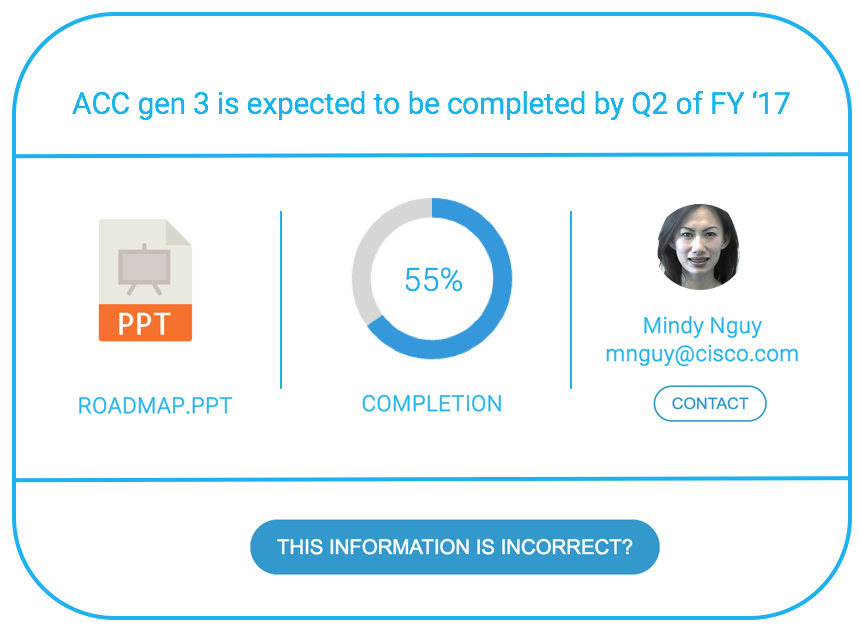 ACC gen 3 is expected to be completed by Q2 of FY ‘17
PPT
ROADMAP.PPT
55%
COMPLETION
Mindy Nguy
mnguy@cisco.com
CONTACT
THIS INFORMATION IS INCORRECT?